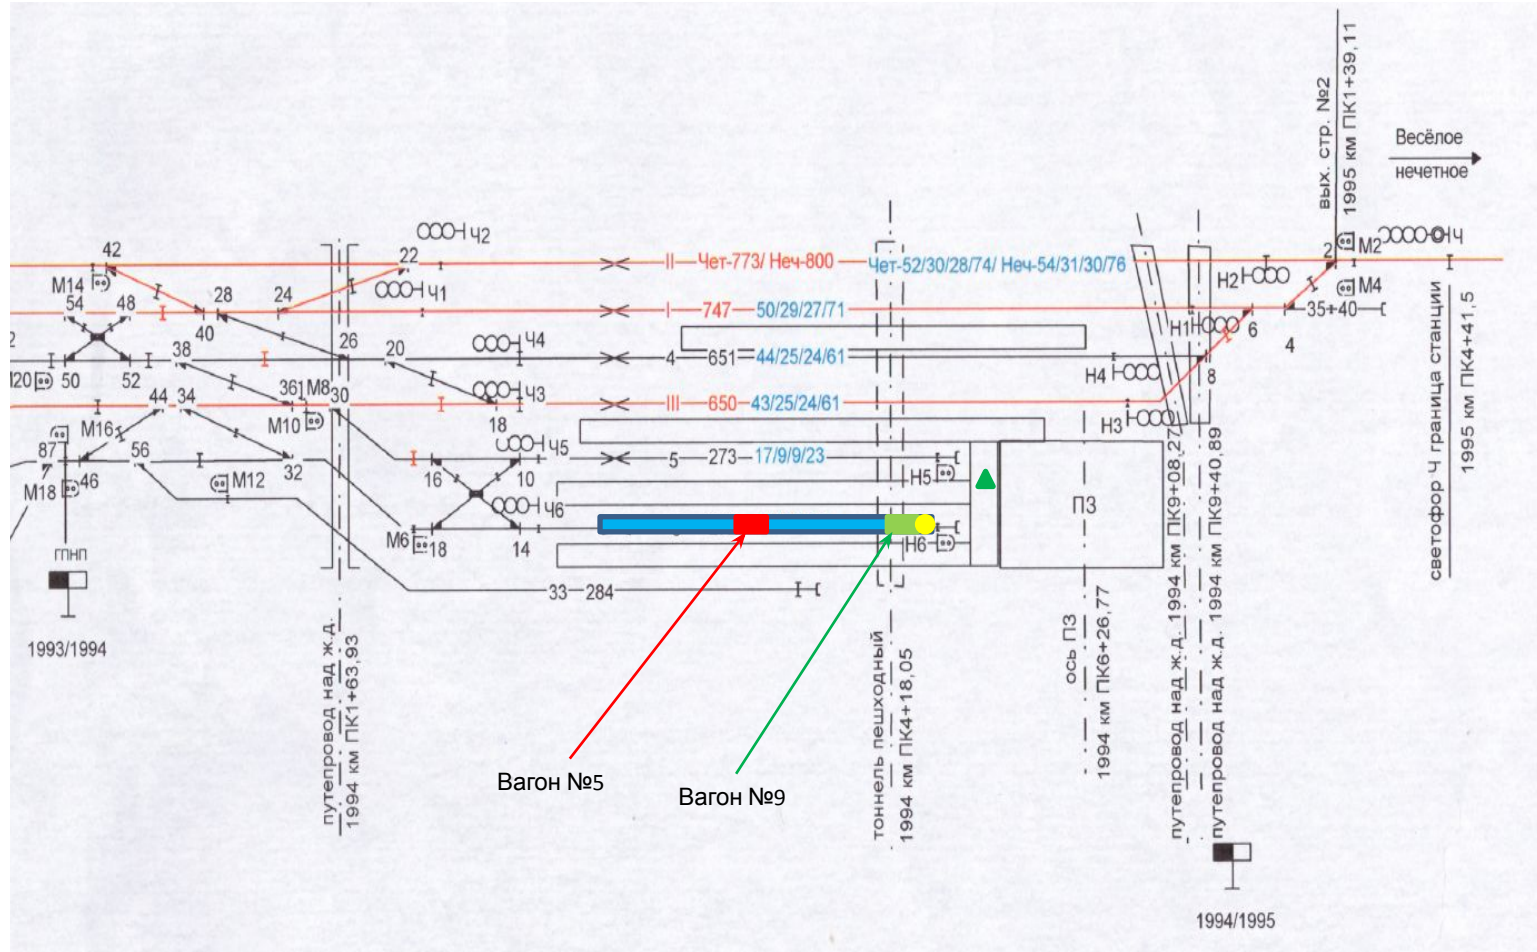 вых. стр. №2
1995 км ПК1+39,11
Весёлое
нечетное
42
22
Ч2
II
Чет-773/ Неч-800
Чет-52/30/28/74/ Неч-54/31/30/76
2
М2
Ч
Н2
М4
М14
54
48
28
24
Ч1
I
747
50/29/27/71
Н1
6
35+40
4
40
26
20
Ч4
4
651
44/25/24/61
Н4
8
38
М20
50
52
361
М8
30
Ч3
III
650
43/25/24/61
Н3
44
34
М10
18
М16
87
46
56
32
16
10
Ч5
5
273
17/9/9/23
Н5
М18
М12
Ч6
П3
М6
18
14
Н6
ГПНП
33
284
1993/1994
путепровод над ж.д.
1994 км ПК1+63,93
Вагон №5
Вагон №9
тоннель пешходный
1994 км ПК4+18,05
ось ПЗ
1994 км ПК6+26,77
путепровод над ж.д. 1994 км ПК9+08,27
путепровод над ж.д. 1994 км ПК9+40,89
светофор Ч граница станции
1995 км ПК4+41,5
1994/1995